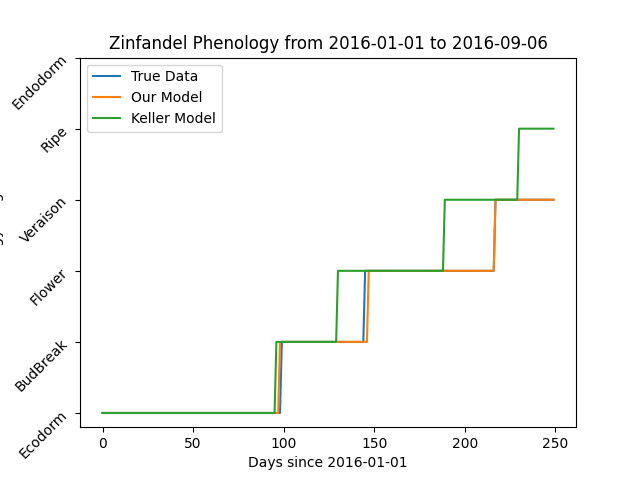 Zinfandel Phenology from 2016-01-01 to 2016-09-06
True Data
Our Model
Keller Model
Endodorm
Ripe
Veraison
Flower
BudBreak
Ecodorm
0 50 100 150 200 250
Days since 2016-01-01